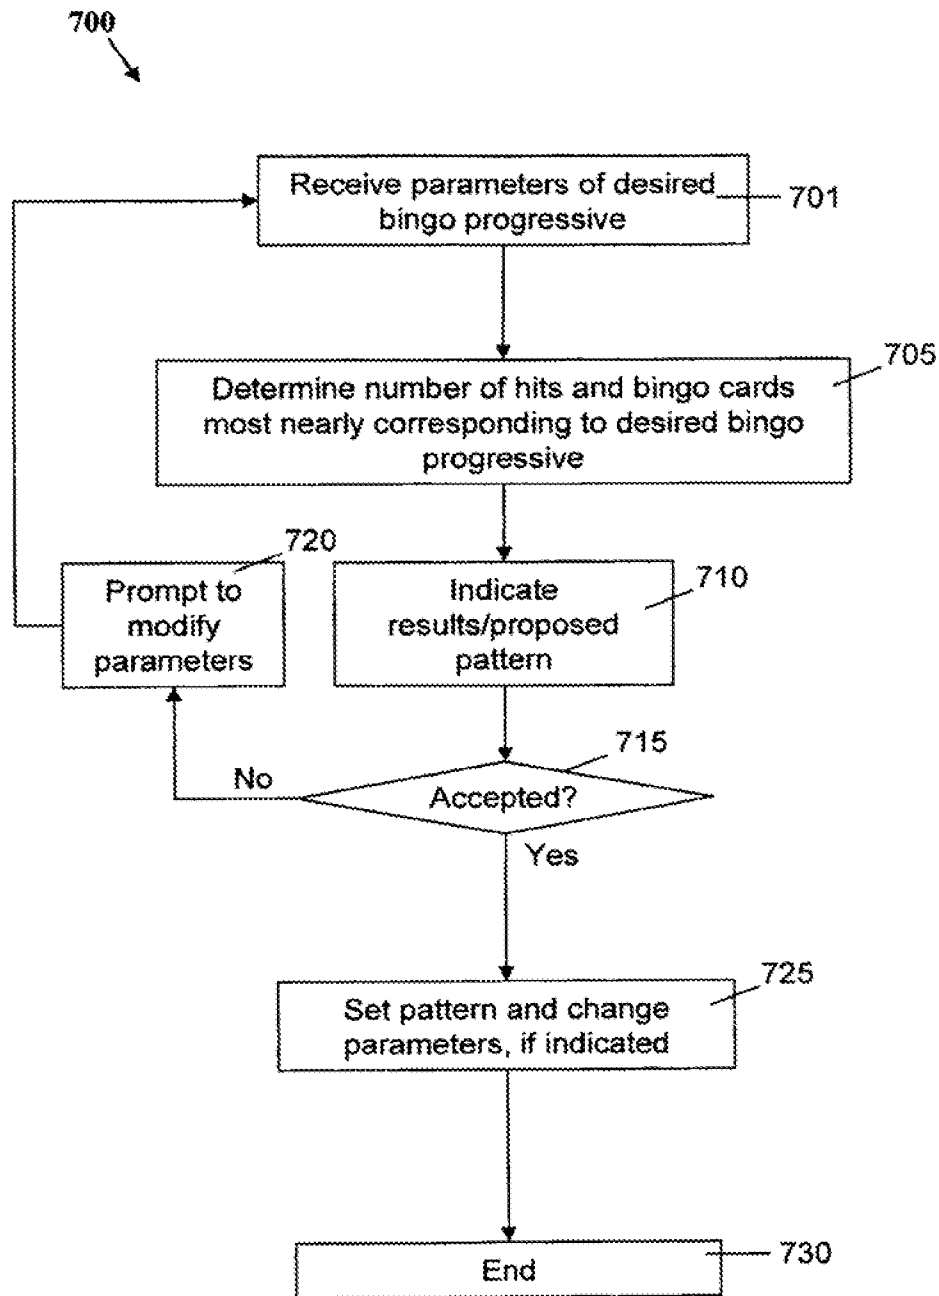 700
Receive parameters of desired
bingo progressive
701
705
Determine number of hits and bingo cards
most nearly corresponding to desired bingo
progressive
720
Prompt to
modify
parameters
Indicate
results/proposed
pattern
710
715
No
Accepted?
Yes
725
Set pattern and change
parameters, if indicated
End
730